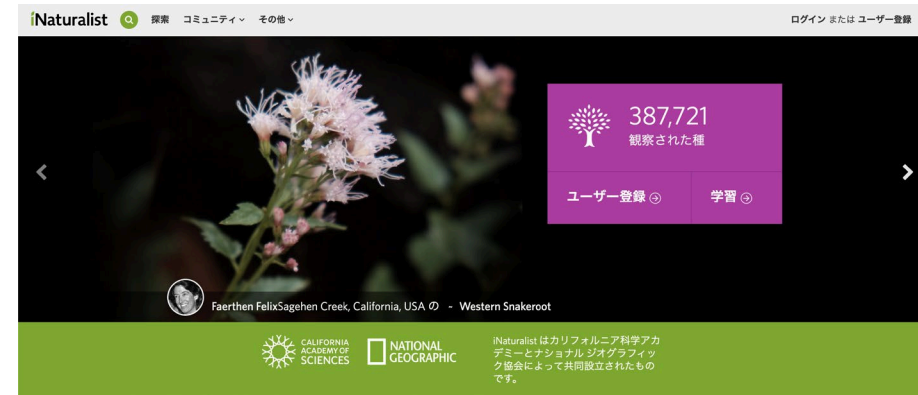 iNaturalist 探索 コミュニティ その他 ログイン または ユーザー登録
387,721
観察された種
ユーザー登録 学習
Faerthen FelixSagehen Creek, California, USA の - Western Snakeroot
CALIFORNIA
ACADEMY OF
SCIENCES
NATIONAL
GEOGRAPHIC
iNaturalist はカリフォルニア科学アカ
デミーとナショナル ジオグラフィッ
ク協会によって共同設立されたもの
です。